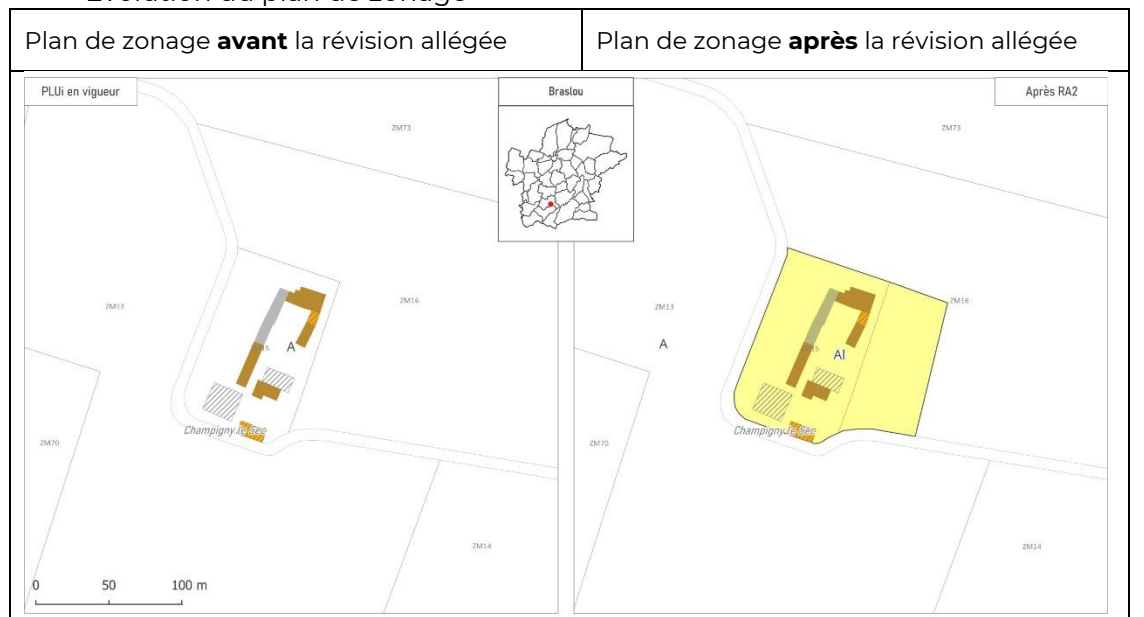 Evolution du plan de zonage
Plan de zonage avant la révision allégée
Plan de zonage après la révision allégée
PLUi en vigueur
Braslou
Après RA2
ZM73
ZM13
ZM16
A
Champigny le Sec
ZM70
ZM14
0 50 100 m
ZM73
ZM13
ZM16
A
AI
Champigny le Sec
ZM70
ZM14